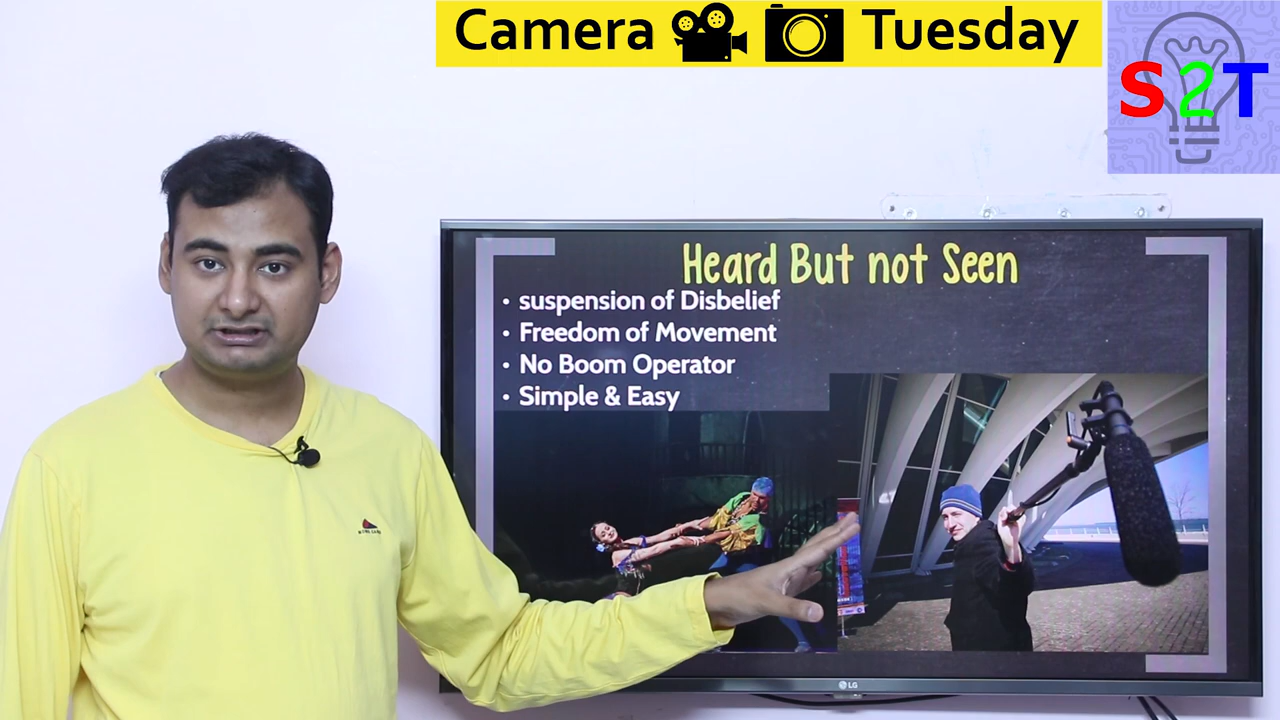 Camera Tuesday
S2T
Heard But not Seen
• suspension of Disbelief
• Freedom of Movement
• No Boom Operator
• Simple & Easy
LG